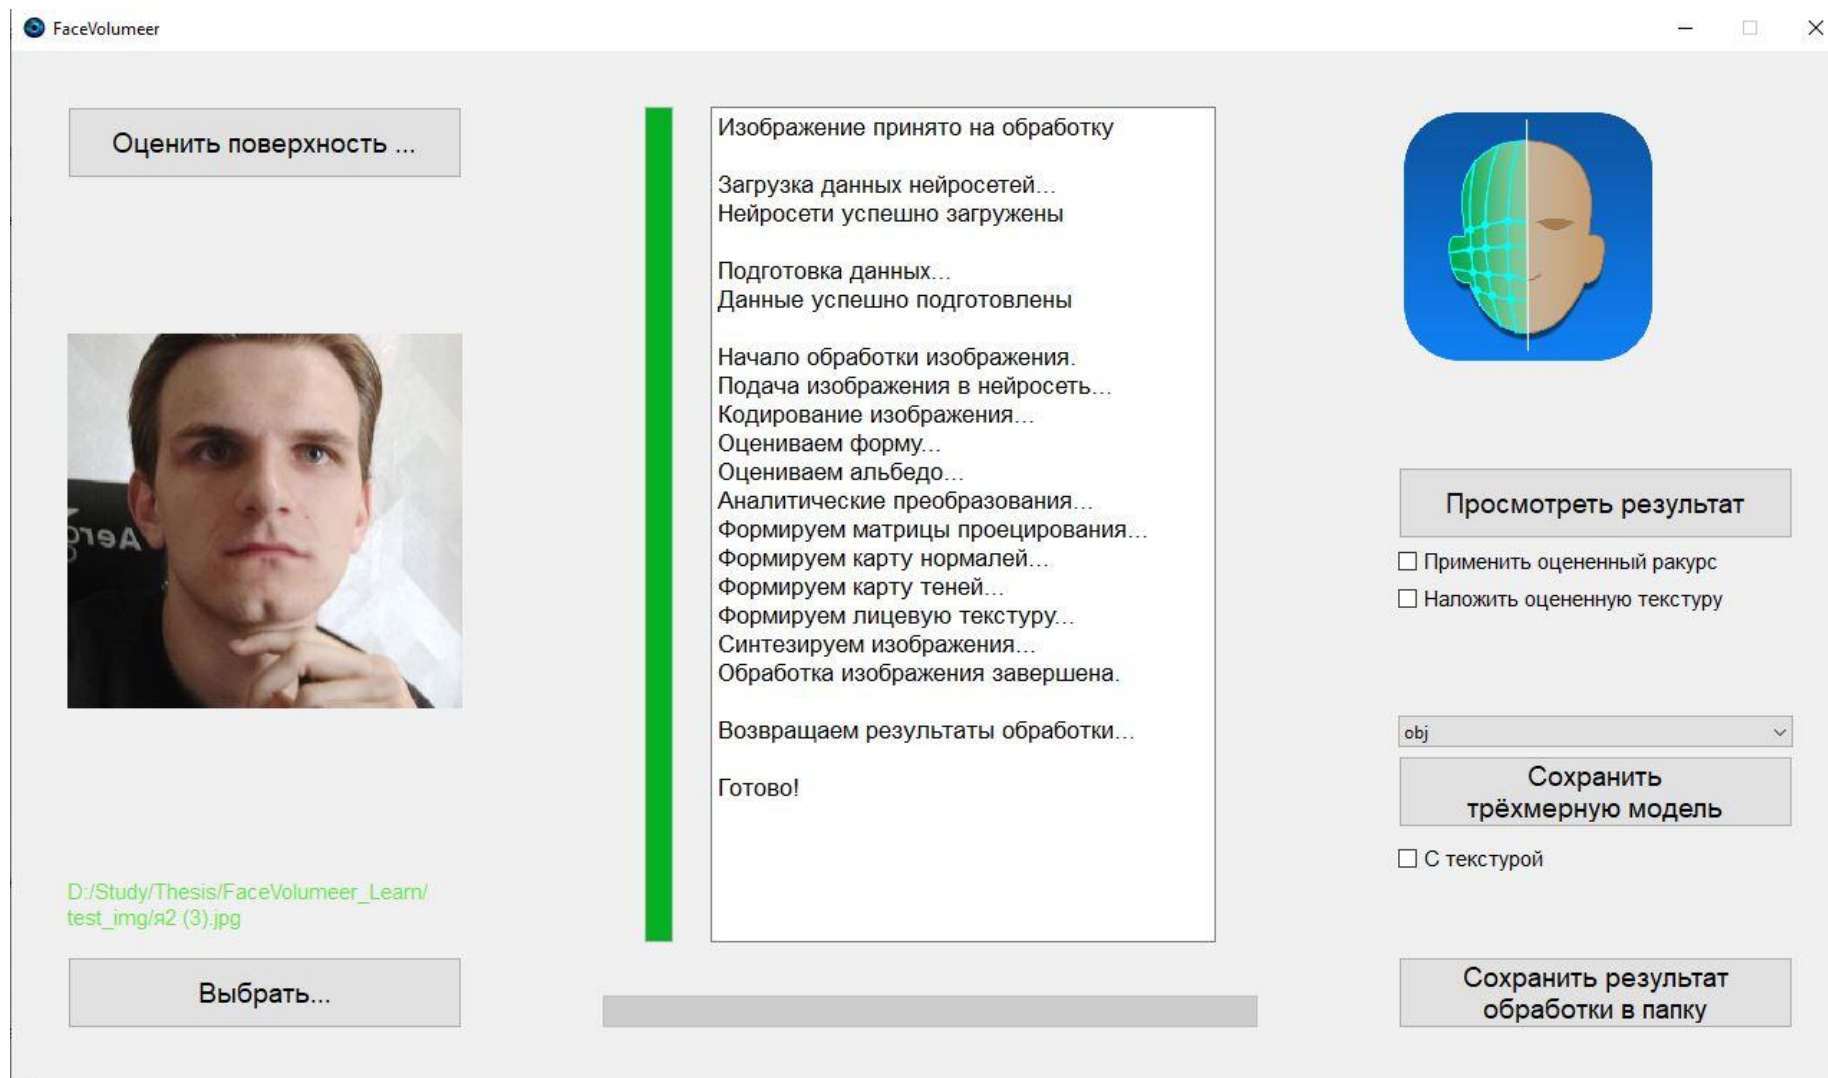 FaceVolumeer
Оценить поверхность ...
Aero
D:/Study/Thesis/FaceVolumeer_Learn/
test_img/я2 (3).jpg
Выбрать...
Изображение принято на обработку
Загрузка данных нейросетей...
Нейросети успешно загружены
Подготовка данных...
Данные успешно подготовлены
Начало обработки изображения.
Подача изображения в нейросеть...
Кодирование изображения...
Оцениваем форму...
Оцениваем альбедо...
Аналитические преобразования...
Формируем матрицы проецирования...
Формируем карту нормалей...
Формируем карту теней...
Формируем лицевую текстуру...
Синтезируем изображения...
Обработка изображения завершена.
Возвращаем результаты обработки...
Готово!
Просмотреть результат
Применить оцененный ракурс
Наложить оцененную текстуру
obj
Сохранить
трёхмерную модель
С текстурой
Сохранить результат
обработки в папку